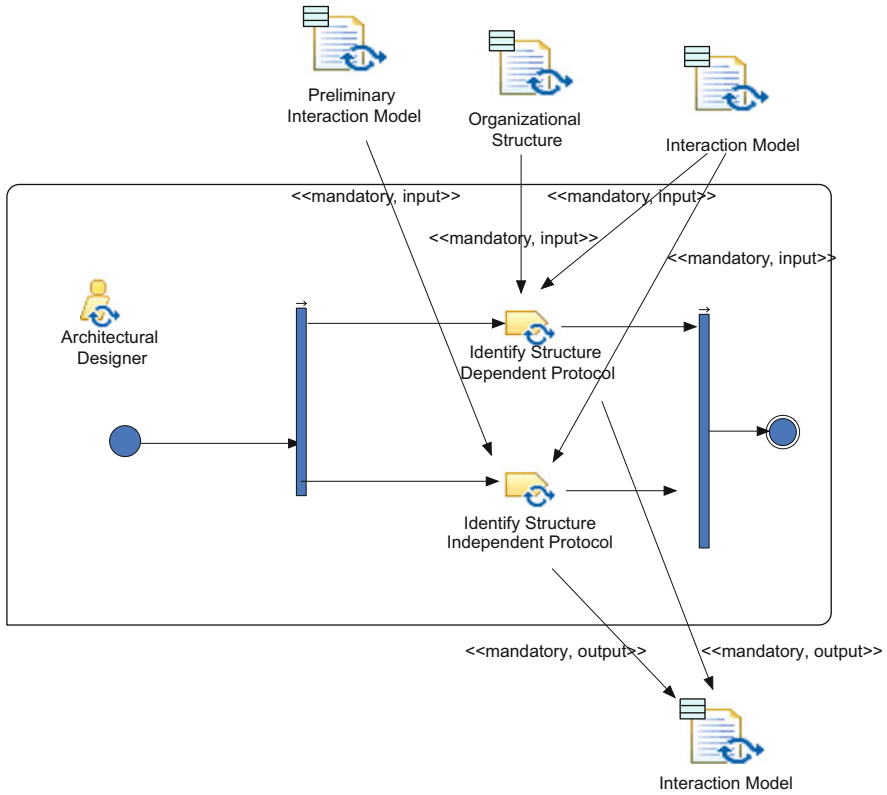 Preliminary
Interaction Model
Organizational
Structure
Interaction Model
<<mandatory, input>>
<<mandatory, input>>
<<mandatory, input>>
<<mandatory, input>>
Architectural
Designer
Identify Structure
Dependent Protocol
Identify Structure
Independent Protocol
<<mandatory, output>>
<<mandatory, output>>
Interaction Model